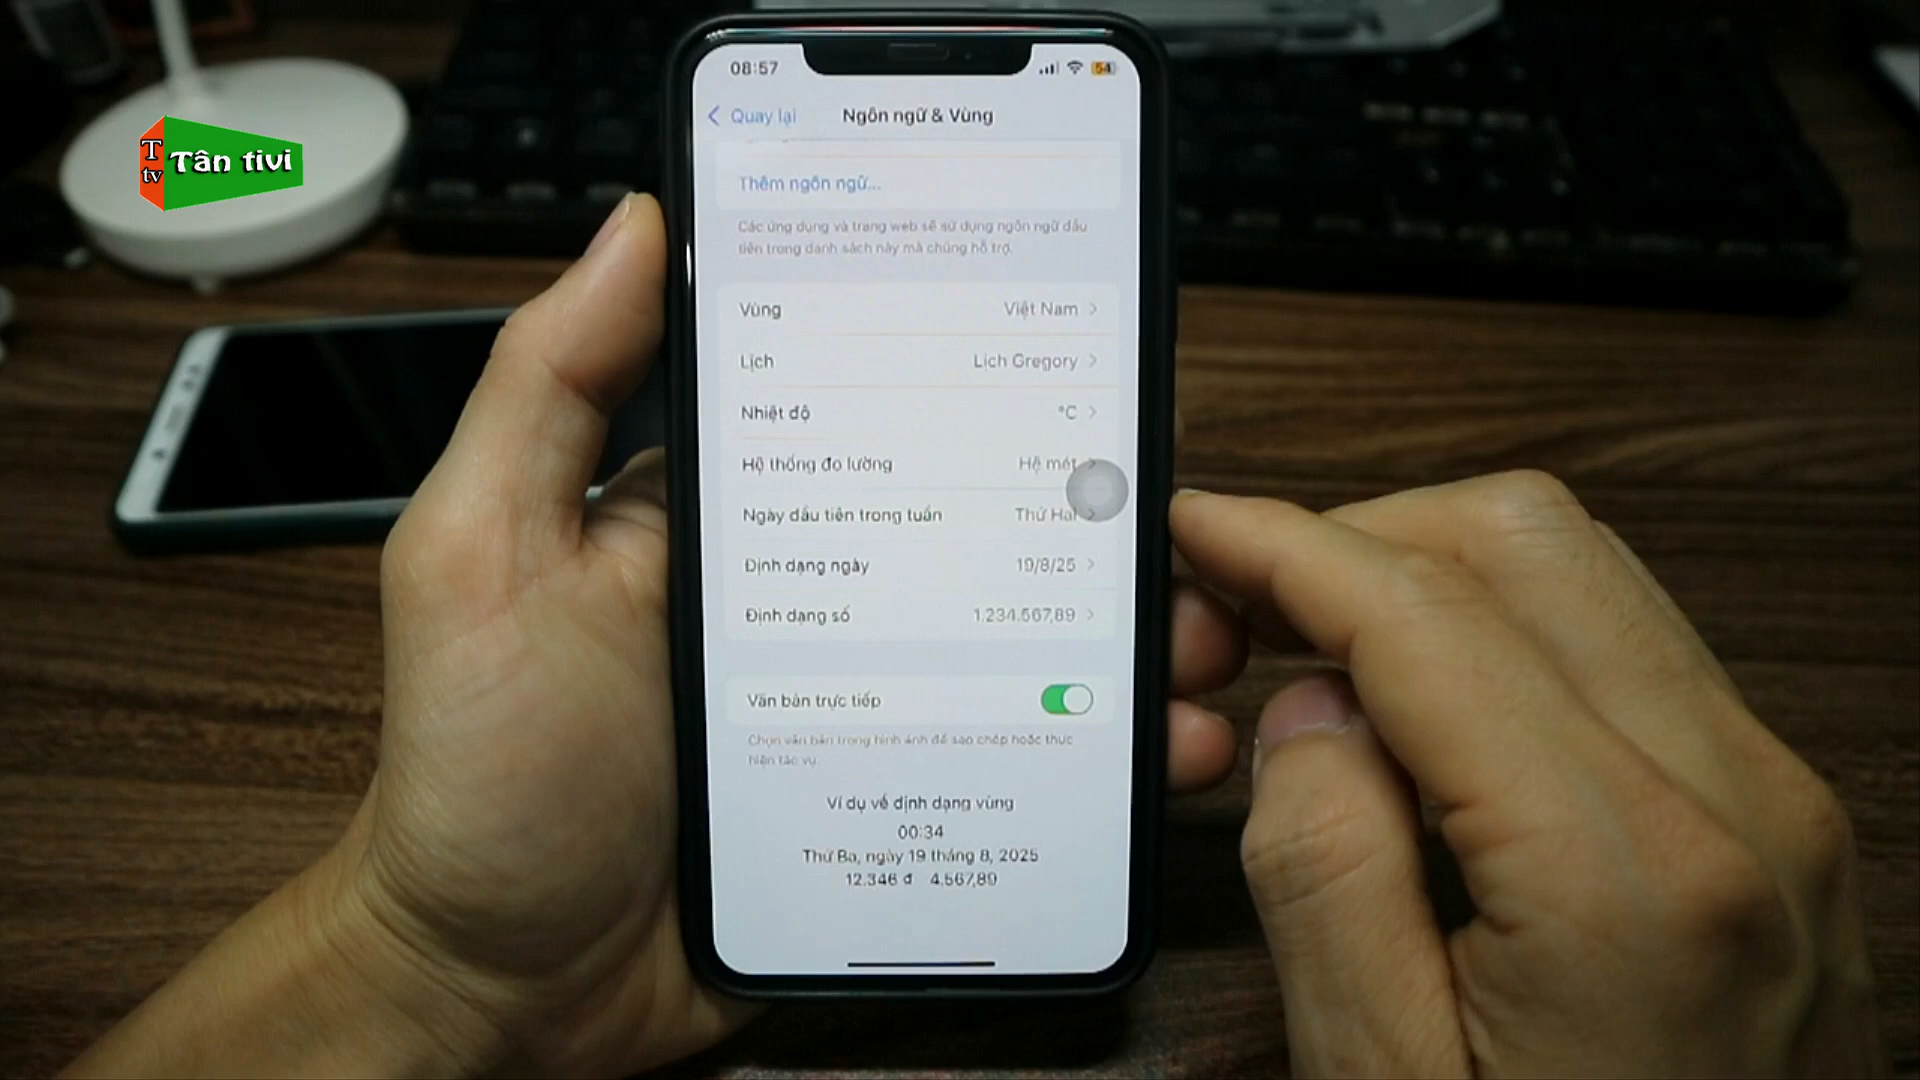 T
tv
Tân tivi
08:57
54
Quay lại
Ngôn ngữ & Vùng
Thêm ngôn ngữ...
Các ứng dụng và trang web sẽ sử dụng ngôn ngữ đầu
tiên trong danh sách này mà chúng hỗ trợ.
Vùng Việt Nam
Lịch Lịch Gregory
Nhiệt độ °C
Hệ thống đo lường Hệ mét
Ngày đầu tiên trong tuần Thứ Hai
Định dạng ngày 19/8/25
Định dạng số 1.234.567,89
Văn bản trực tiếp
Chọn văn bản trong hình ảnh để sao chép hoặc thực
hiện tác vụ.
Ví dụ về định dạng vùng
00:34
Thứ Ba, ngày 19 tháng 8, 2025
12.346 đ 4.567,89